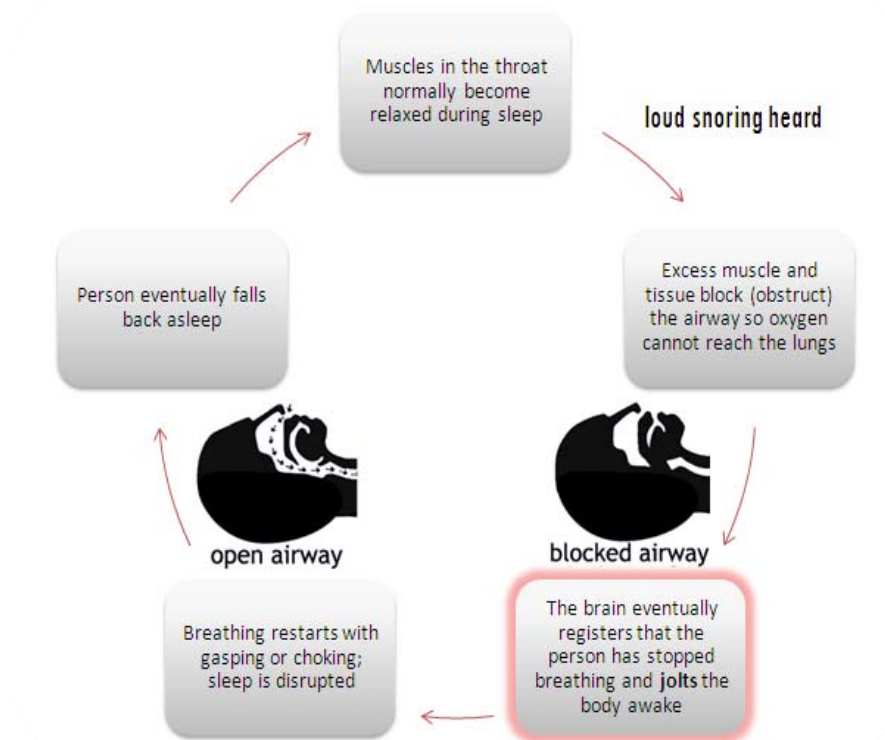 Muscles in the throat
normally become
relaxed during sleep
loud snoring heard
Excess muscle and
tissue block (obstruct)
the airway so oxygen
cannot reach the lungs
blocked airway
The brain eventually
registers that the
person has stopped
breathing and jolts the
body awake
Breathing restarts with
gasping or choking;
sleep is disrupted
open airway
Person eventually falls
back asleep